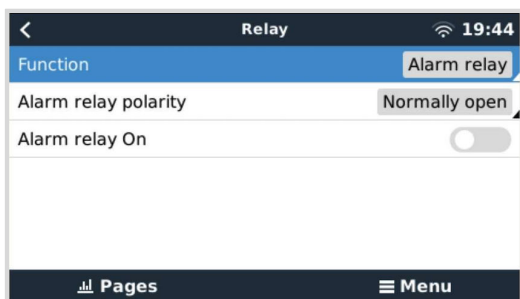 Relay 19:44
Function Alarm relay
Alarm relay polarity Normally open
Alarm relay On
Pages Menu